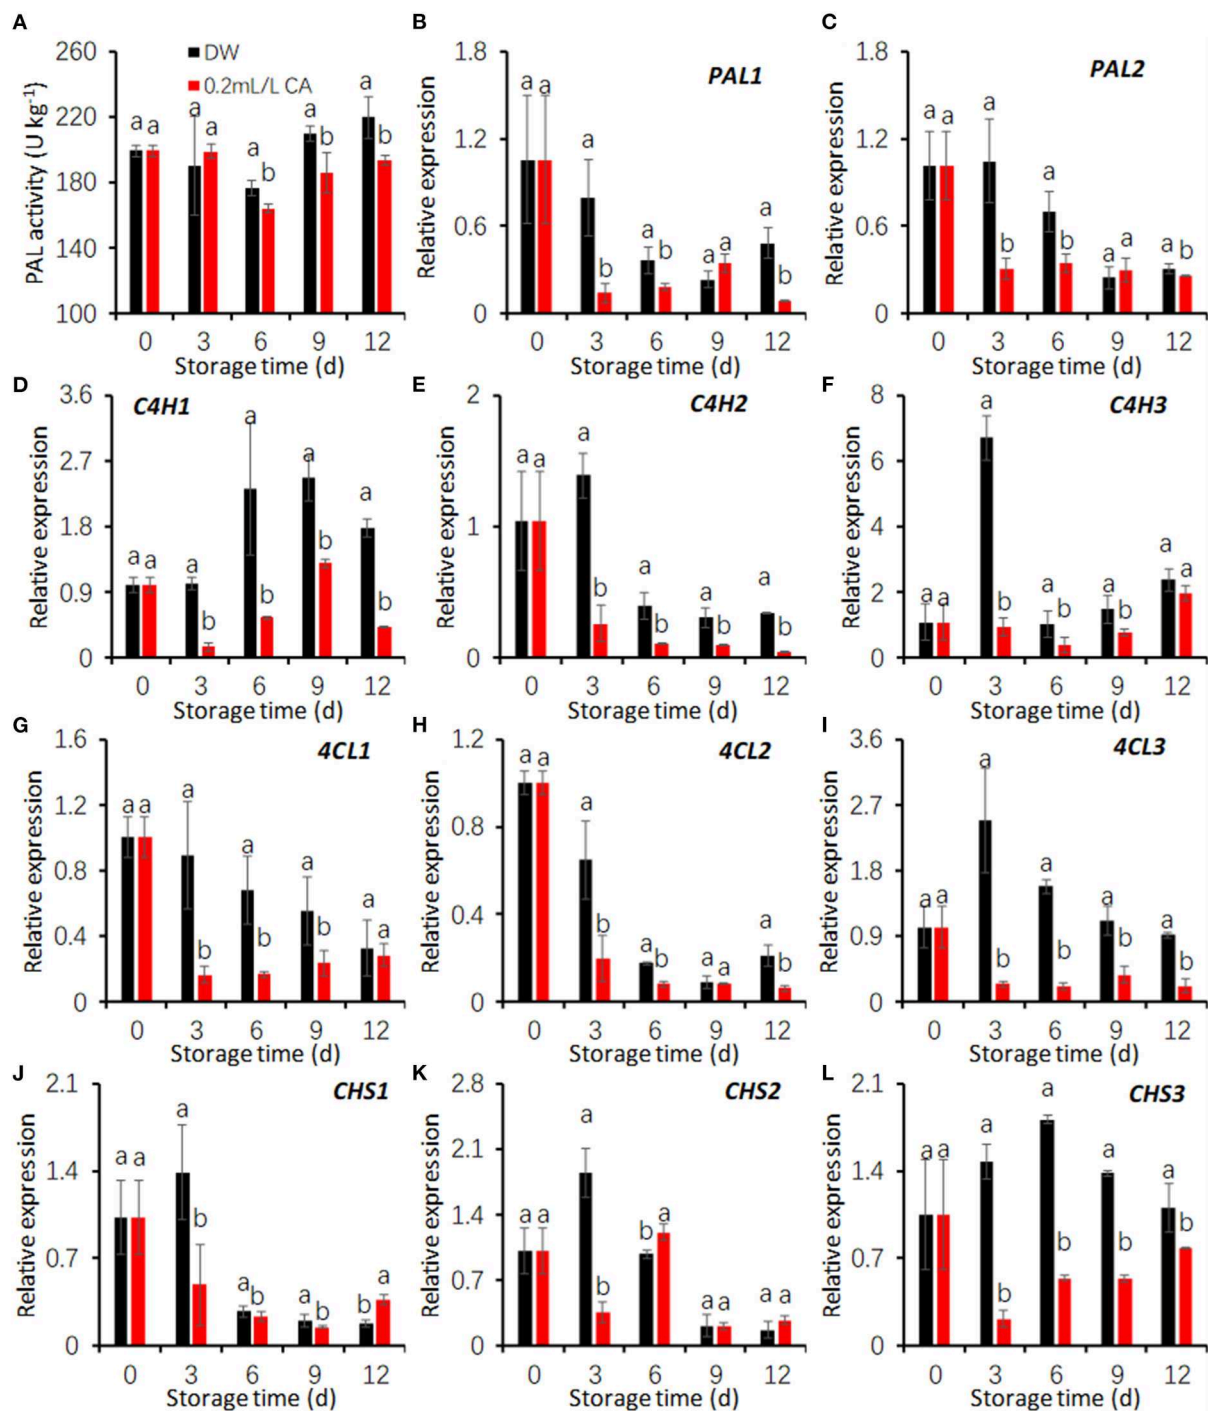 A
PAL activity (U kg⁻¹)
260
220
180
140
100
DW
0.2mL/L CA
a a
a a
a b
a b
a b
0 3 6 9 12
Storage time (d)
B
Relative expression
1.8
1.2
0.6
0
PAL1
a a
a b
a b
a a
a b
0 3 6 9 12
Storage time (d)
C
Relative expression
1.8
1.2
0.6
0
PAL2
a a
a b
a b
a a
a b
0 3 6 9 12
Storage time (d)
D
Relative expression
3.6
2.7
1.8
0.9
0
C4H1
a a
a b
a b
a b
a b
0 3 6 9 12
Storage time (d)
E
Relative expression
2
1
0
C4H2
a a
a b
a b
a b
a b
0 3 6 9 12
Storage time (d)
F
Relative expression
8
6
4
2
0
C4H3
a a
a b
a b
a b
a a
0 3 6 9 12
Storage time (d)
G
Relative expression
1.6
1.2
0.8
0.4
0
4CL1
a a
a b
a b
a b
a a
0 3 6 9 12
Storage time (d)
H
Relative expression
1.2
0.8
0.4
0
4CL2
a a
a b
a b
a a
a b
0 3 6 9 12
Storage time (d)
I
Relative expression
3.6
2.7
1.8
0.9
0
4CL3
a a
a b
a b
a b
a b
0 3 6 9 12
Storage time (d)
J
Relative expression
2.1
1.4
0.7
0
CHS1
a a
a b
a b
a b
b a
0 3 6 9 12
Storage time (d)
K
Relative expression
2.8
2.1
1.4
0.7
0
CHS2
a a
a b
b a
a a
a a
0 3 6 9 12
Storage time (d)
L
Relative expression
2.1
1.4
0.7
0
CHS3
a a
a b
a b
a b
a b
0 3 6 9 12
Storage time (d)